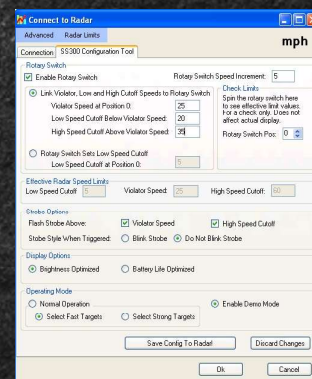 Connect to Radar
Advanced Radar Limits
mph
Connection SS300 Configuration Tool
Rotary Switch
Enable Rotary Switch
Rotary Switch Speed Increment: 5
Link Violator, Low and High Cutoff Speeds to Rotary Switch
Violator Speed at Position 0: 25
Low Speed Cutoff Below Violator Speed: 20
High Speed Cutoff Above Violator Speed: 35
Rotary Switch Sets Low Speed Cutoff
Low Speed Cutoff at Position 0: 5
Check Limits
Spin the rotary switch here
to see effective limit values.
For a check only. Does not
affect actual display.
Rotary Switch Pos: 0
Effective Radar Speed Limits
Low Speed Cutoff 5 Violator Speed: 25 High Speed Cutoff: 60
Strobe Options
Flash Strobe Above: Violator Speed High Speed Cutoff
Stobe Style When Triggered: Blink Strobe Do Not Blink Strobe
Display Options
Brightness Optimized Battery Life Optimized
Operating Mode
Normal Operation Enable Demo Mode
Select Fast Targets Select Strong Targets
Save Config To Radar! Discard Changes
Ok Cancel